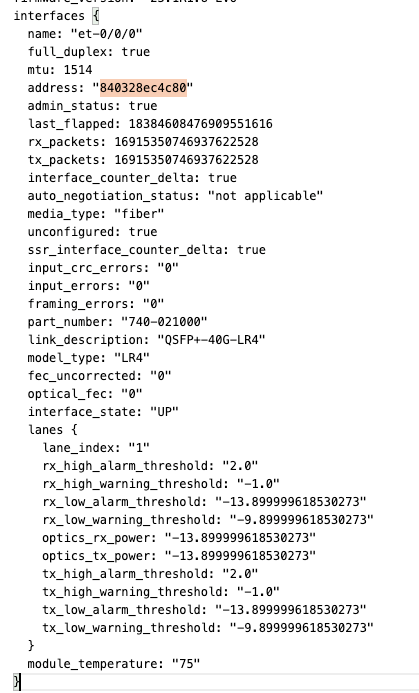 interfaces {
name: "et-0/0/0"
full_duplex: true
mtu: 1514
address: "840328ec4c80"
admin_status: true
last_flapped: 18384608476909551616
rx_packets: 16915350746937622528
tx_packets: 16915350746937622528
interface_counter_delta: true
auto_negotiation_status: "not applicable"
media_type: "fiber"
unconfigured: true
ssr_interface_counter_delta: true
input_crc_errors: "0"
input_errors: "0"
framing_errors: "0"
part_number: "740-021000"
link_description: "QSFP+-40G-LR4"
model_type: "LR4"
fec_uncorrected: "0"
optical_fec: "0"
interface_state: "UP"
lanes {
lane_index: "1"
rx_high_alarm_threshold: "2.0"
rx_high_warning_threshold: "-1.0"
rx_low_alarm_threshold: "-13.899999618530273"
rx_low_warning_threshold: "-9.899999618530273"
optics_rx_power: "-13.899999618530273"
optics_tx_power: "-13.899999618530273"
tx_high_alarm_threshold: "2.0"
tx_high_warning_threshold: "-1.0"
tx_low_alarm_threshold: "-13.899999618530273"
tx_low_warning_threshold: "-9.899999618530273"
}
module_temperature: "75"
}